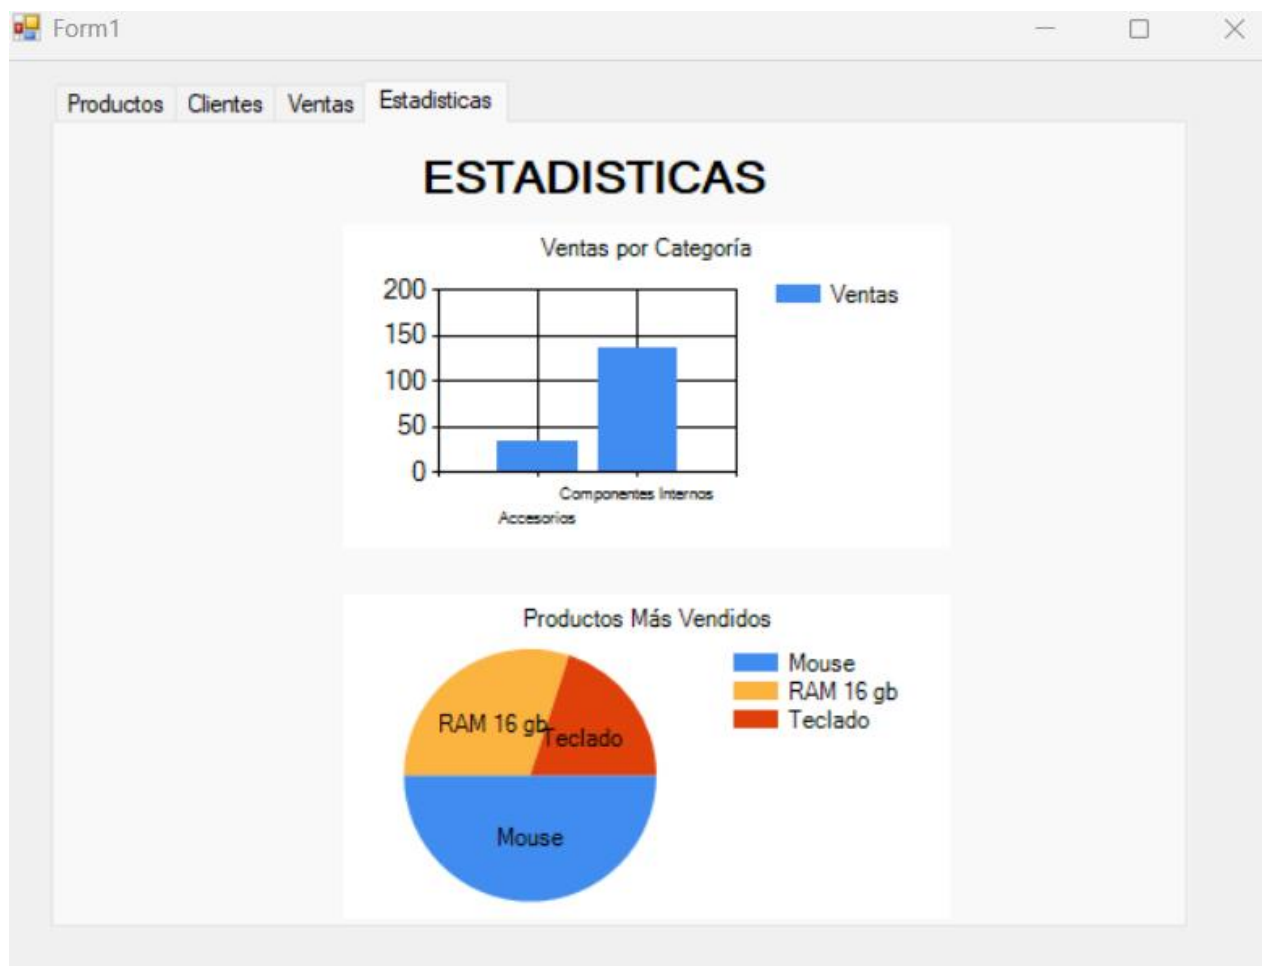 Form1
Productos Clientes Ventas Estadisticas
ESTADISTICAS
Ventas por Categoría
200
150
100
50
0
Ventas
Componentes Internos
Accesorios
Productos Más Vendidos
RAM 16 gb
Teclado
Mouse
Mouse
RAM 16 gb
Teclado